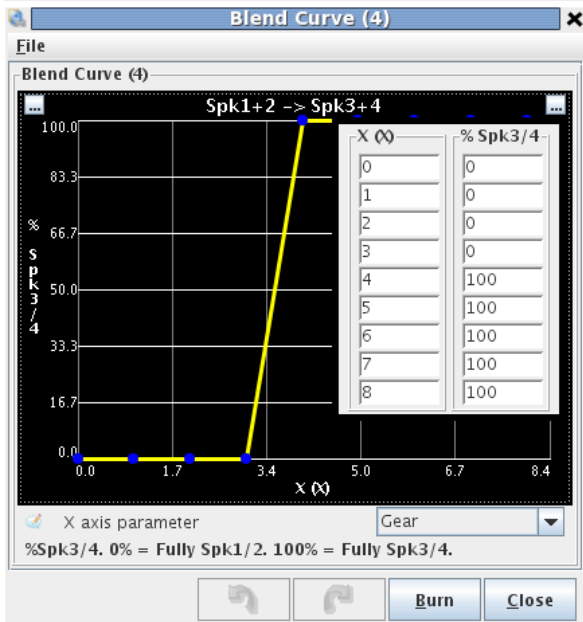 Blend Curve (4)
File
Blend Curve (4)
Spk1+2 -> Spk3+4
... ...
% Spk3/4
100.0
83.3
66.7
50.0
33.3
16.7
0.0
0.0 1.7 3.4 5.0 6.7 8.4
X (X)
X (X) % Spk3/4
0 0
1 0
2 0
3 0
4 100
5 100
6 100
7 100
8 100
X axis parameter Gear
%Spk3/4. 0% = Fully Spk1/2. 100% = Fully Spk3/4.
Burn Close